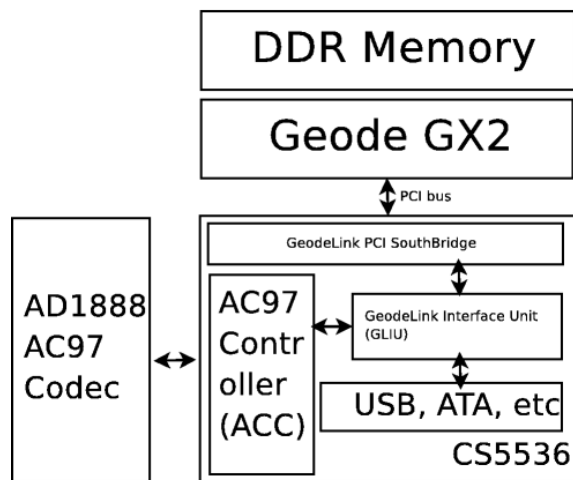 DDR Memory
Geode GX2
PCI bus
GeodeLink PCI SouthBridge
AD1888
AC97
Codec
AC97
Contr
oller
(ACC)
GeodeLink Interface Unit
(GLIU)
USB, ATA, etc
CS5536